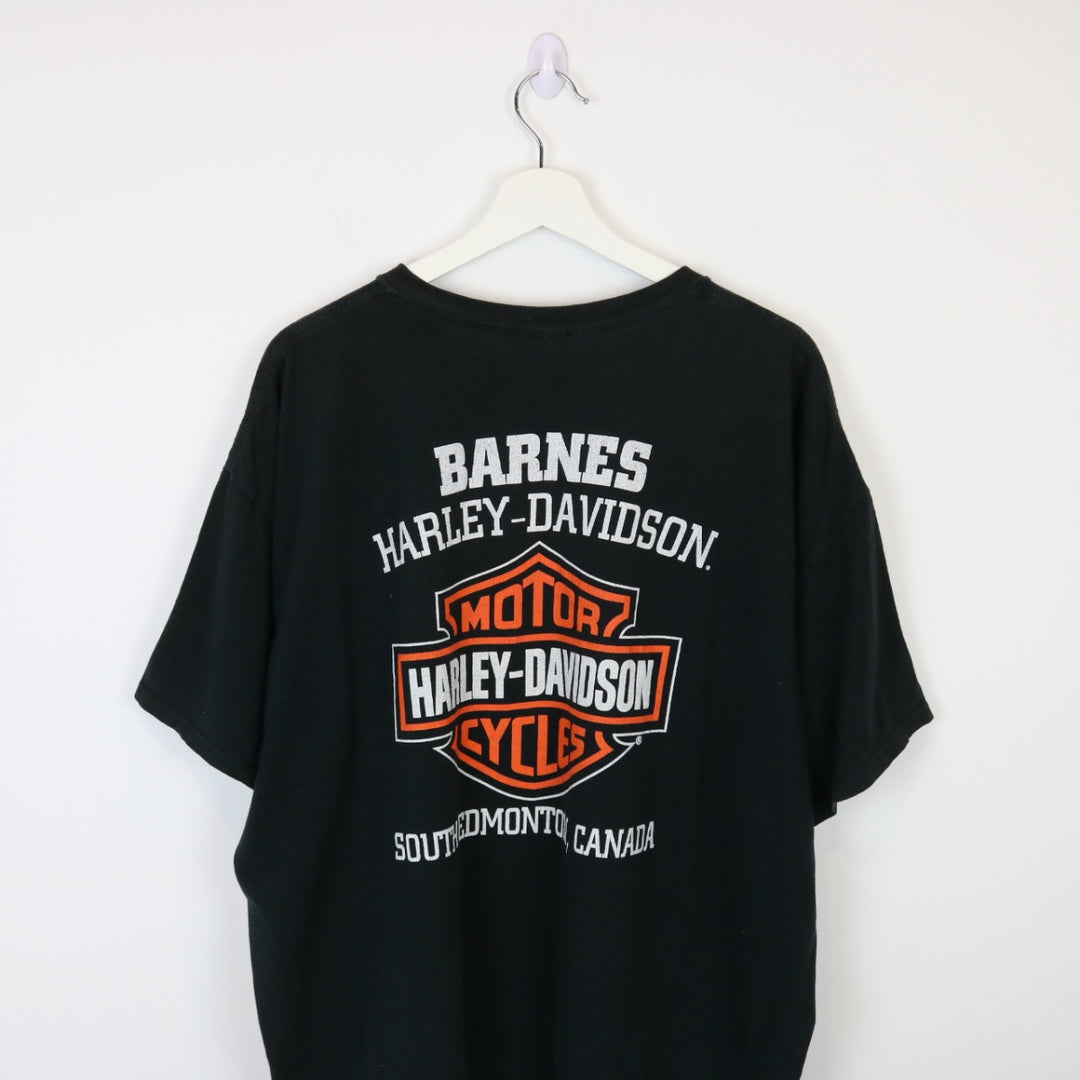 BARNES
HARLEY-DAVIDSON.
MOTOR
HARLEY-DAVIDSON
CYCLES
®
SOUTH EDMONTON, CANADA